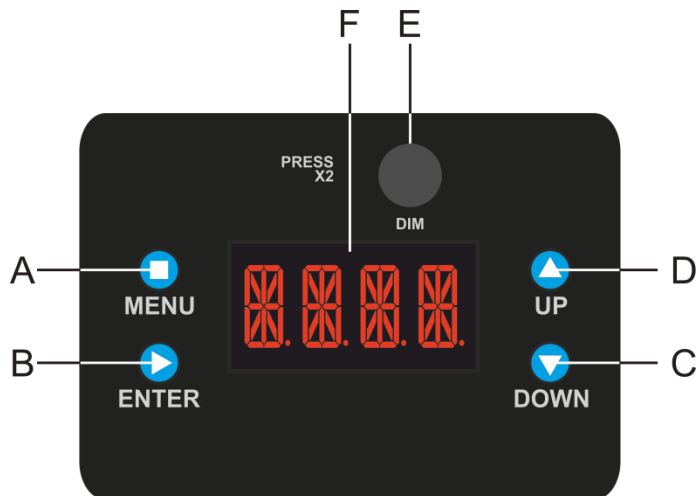 F E
PRESS
X2
DIM
A D
MENU UP
B C
ENTER DOWN